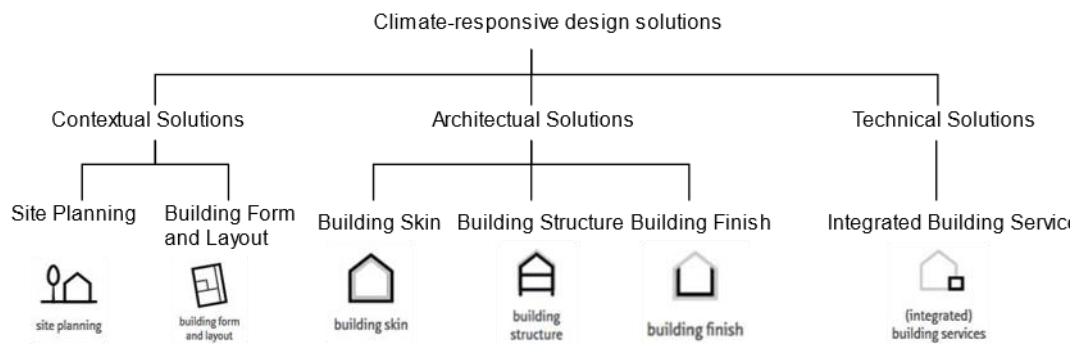 Climate-responsive design solutions
Contextual Solutions
Architectual Solutions
Technical Solutions
Site Planning
Building Form
and Layout
Building Skin
Building Structure
Building Finish
Integrated Building Service
site planning
building form
and layout
building skin
building
structure
building finish
(integrated)
building services